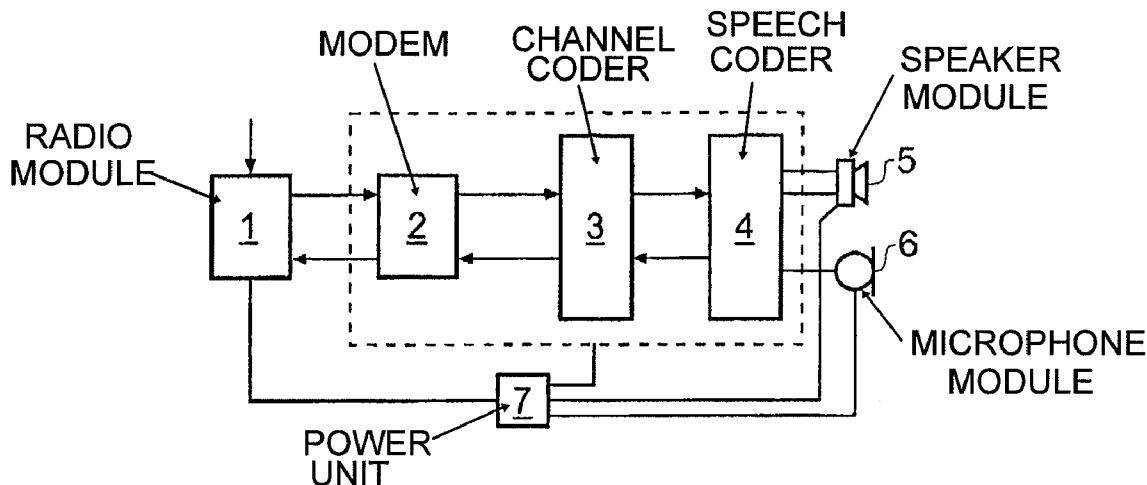 MODEM
CHANNEL
CODER
SPEECH
CODER
SPEAKER
MODULE
RADIO
MODULE
1
2
3
4
5
6
MICROPHONE
MODULE
7
POWER
UNIT